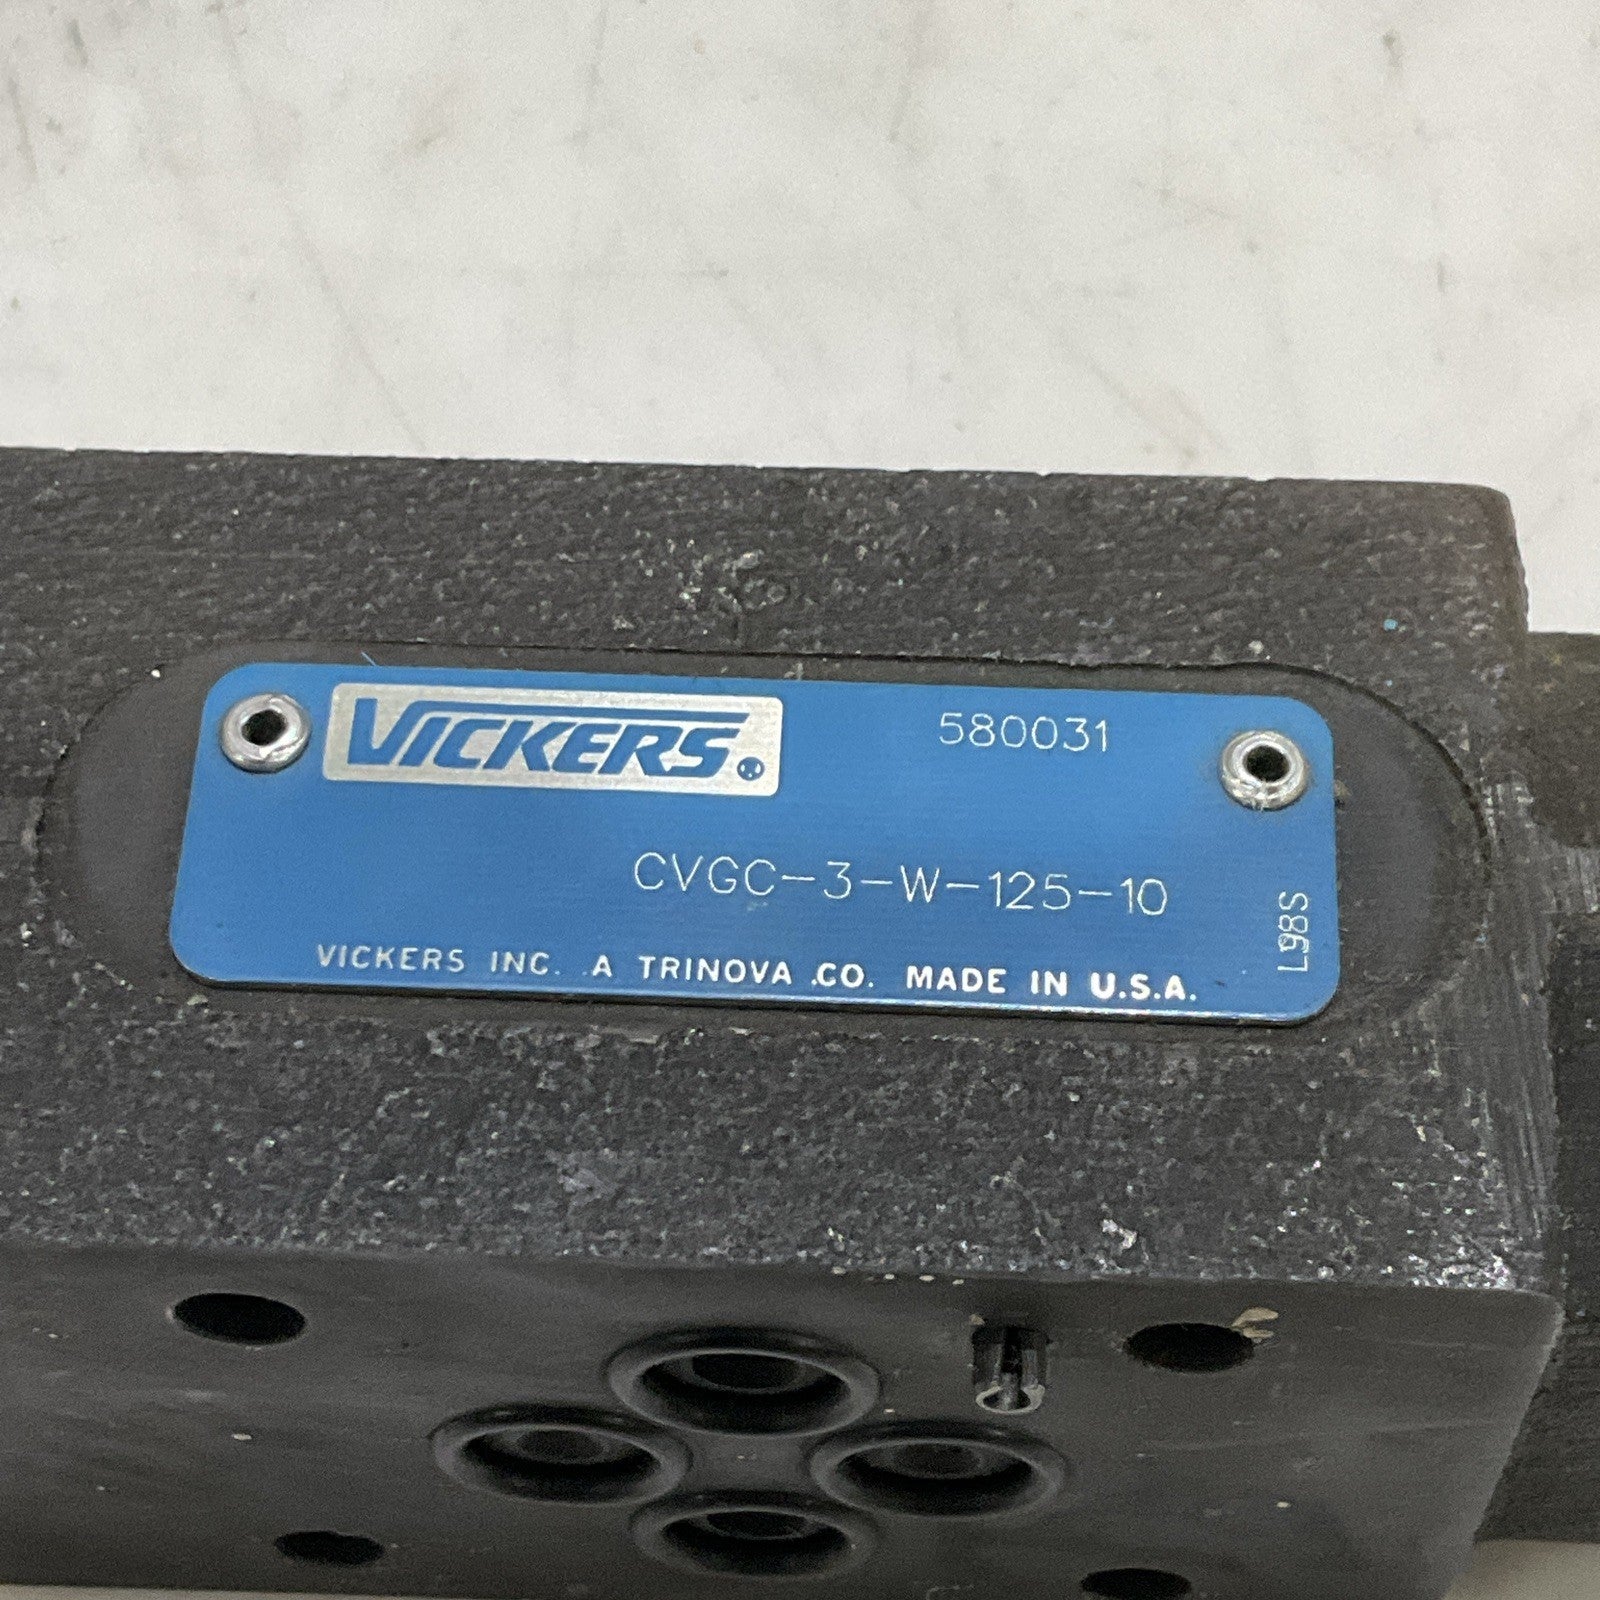 VICKERS
580031
CVGC-3-W-125-10
L98S
VICKERS INC. A TRINOVA CO. MADE IN U.S.A.